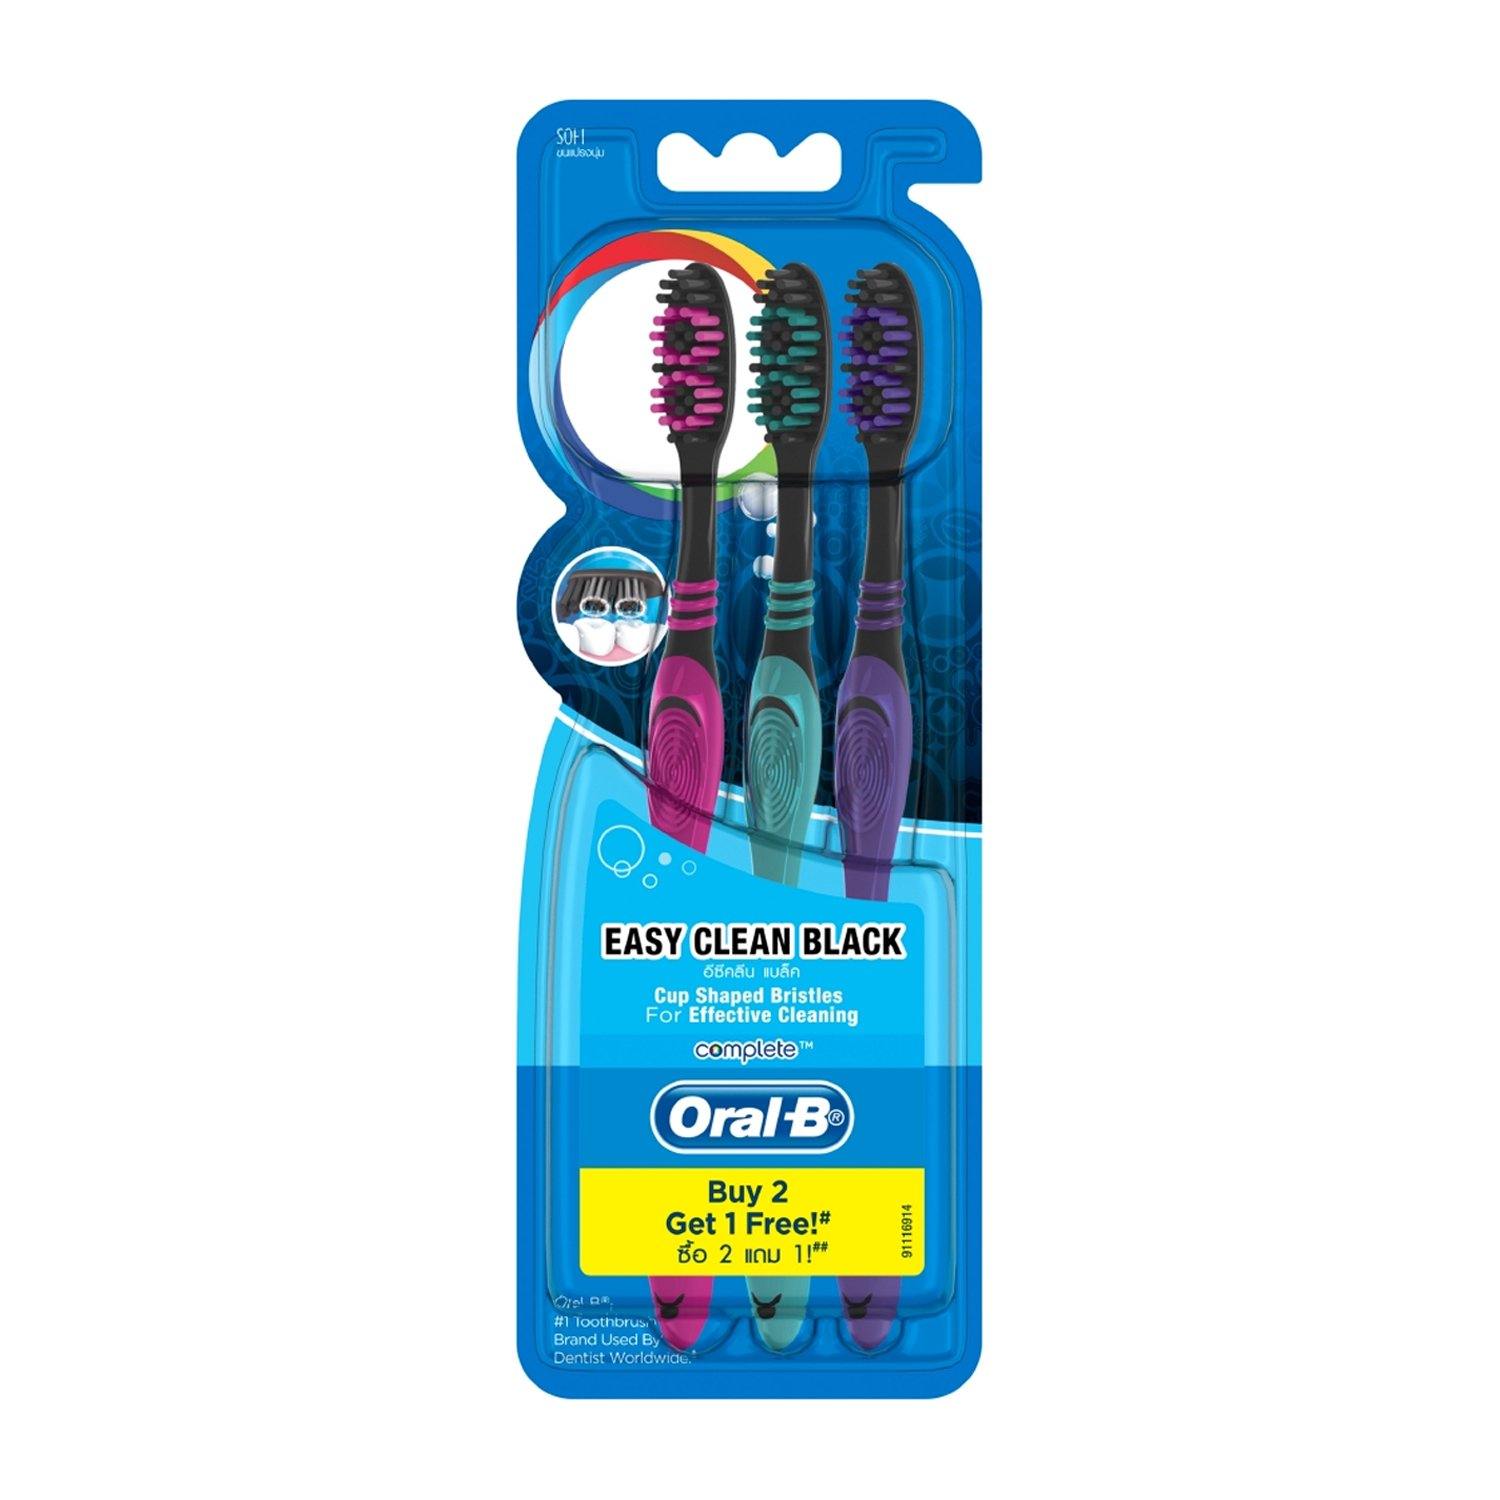 SOFT
ขนแปรงนุ่ม
EASY CLEAN BLACK
อีซีคลีน แบล็ค
Cup Shaped Bristles
For Effective Cleaning
complete™
Oral-B®
Buy 2
Get 1 Free!#
ซื้อ 2 แถม 1!##
91116914
Oral-B®,
#1 Toothbrush
Brand Used By
Dentist Worldwide.*